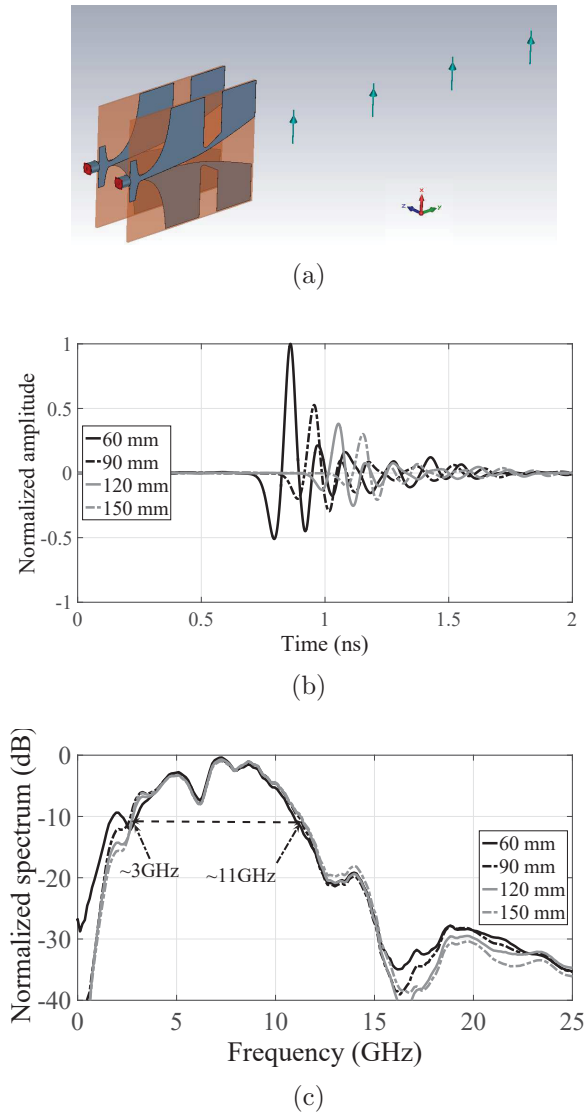 x
z
y
(a)
Normalized amplitude
1
0.5
0
-0.5
-1
60 mm
90 mm
120 mm
150 mm
0
0.5
1
1.5
2
Time (ns)
(b)
Normalized spectrum (dB)
0
-10
-20
-30
-40
~3GHz
~11GHz
60 mm
90 mm
120 mm
150 mm
0
5
10
15
20
25
Frequency (GHz)
(c)